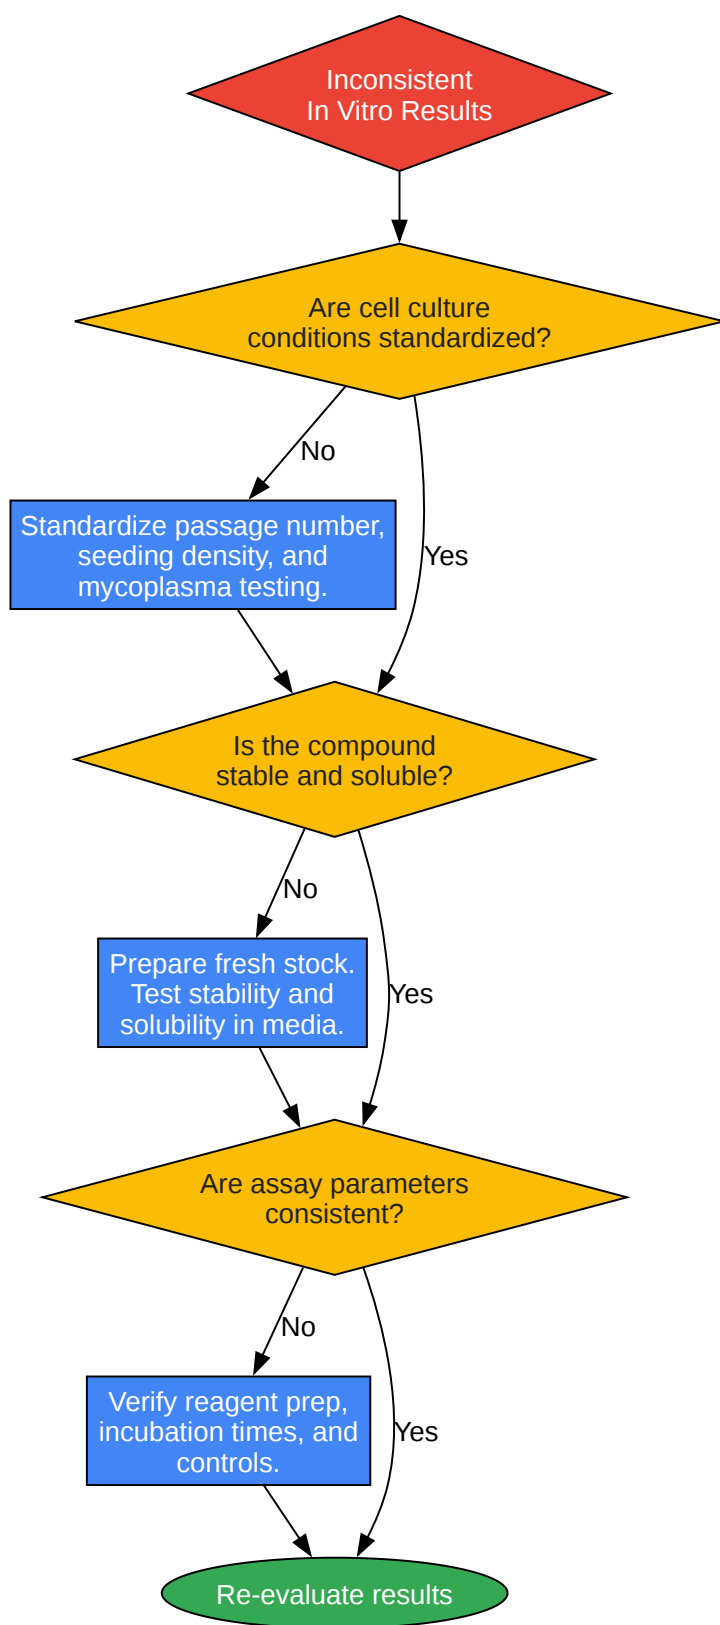 Inconsistent
In Vitro Results
Are cell culture
conditions standardized?
No
Standardize passage number,
seeding density, and
mycoplasma testing.
Yes
Is the compound
stable and soluble?
No
Prepare fresh stock.
Test stability and
solubility in media.
Yes
Are assay parameters
consistent?
No
Verify reagent prep,
incubation times, and
controls.
Yes
Re-evaluate results